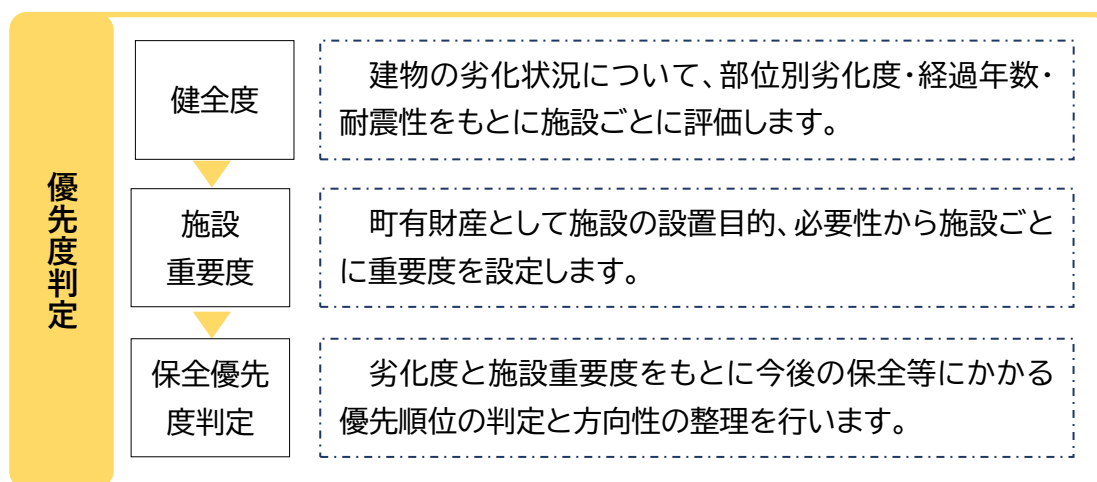 優先度判定
健全度
建物の劣化状況について、部位別劣化度・経過年数・
耐震性をもとに施設ごとに評価します。
施設
重要度
町有財産として施設の設置目的、必要性から施設ごと
に重要度を設定します。
保全優先
度判定
劣化度と施設重要度をもとに今後の保全等にかかる
優先順位の判定と方向性の整理を行います。